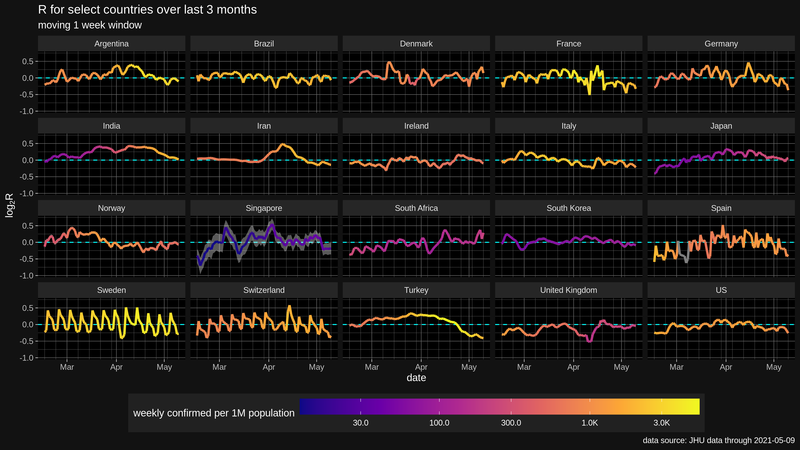 R for select countries over last 3 months
moving 1 week window
Argentina Brazil Denmark France Germany
0.5
0.0
-0.5
-1.0
India Iran Ireland Italy Japan
0.5
0.0
-0.5
-1.0
log2R
Norway Singapore South Africa South Korea Spain
0.5
0.0
-0.5
-1.0
Sweden Switzerland Turkey United Kingdom US
0.5
0.0
-0.5
-1.0
Mar Apr May Mar Apr May Mar Apr May Mar Apr May Mar Apr May
date
weekly confirmed per 1M population
30.0 100.0 300.0 1.0K 3.0K
data source: JHU data through 2021-05-09